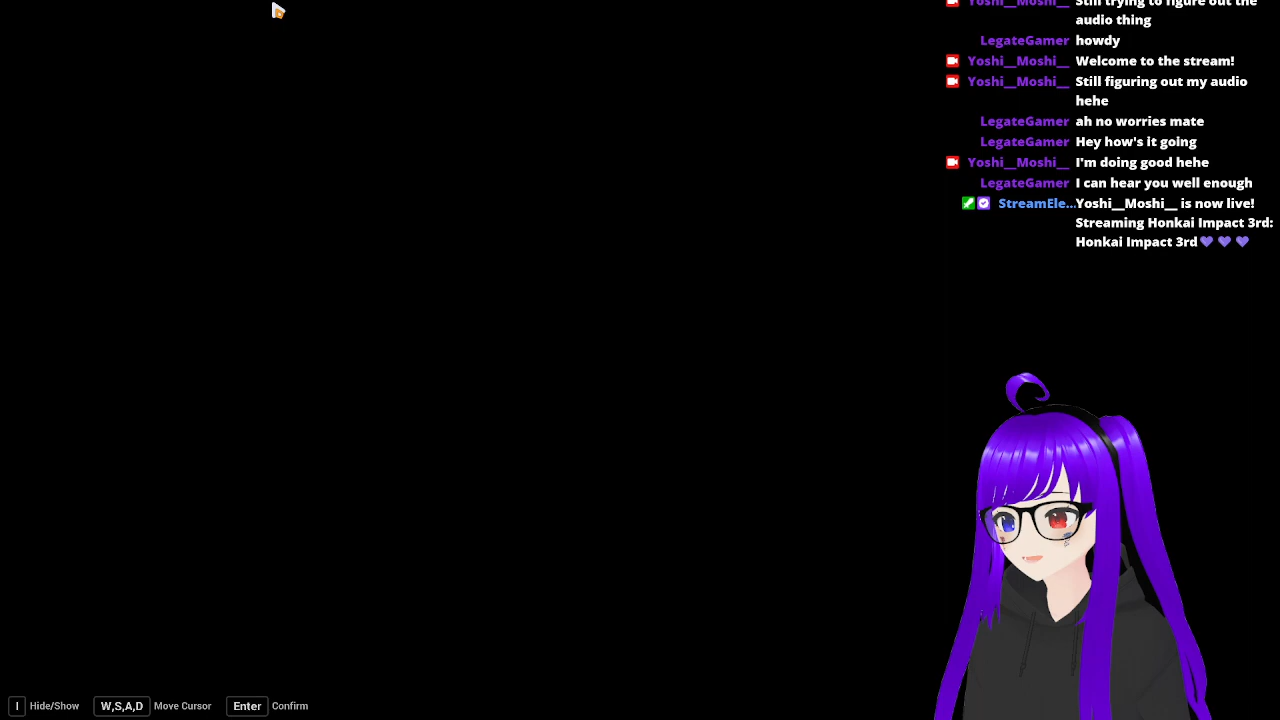 Yoshi__Moshi__ Still trying to figure out the
audio thing
LegateGamer howdy
Yoshi__Moshi__ Welcome to the stream!
Yoshi__Moshi__ Still figuring out my audio
hehe
LegateGamer ah no worries mate
LegateGamer Hey how's it going
Yoshi__Moshi__ I'm doing good hehe
LegateGamer I can hear you well enough
StreamEle... Yoshi__Moshi__ is now live!
Streaming Honkai Impact 3rd:
Honkai Impact 3rd
I Hide/Show W,S,A,D Move Cursor Enter Confirm